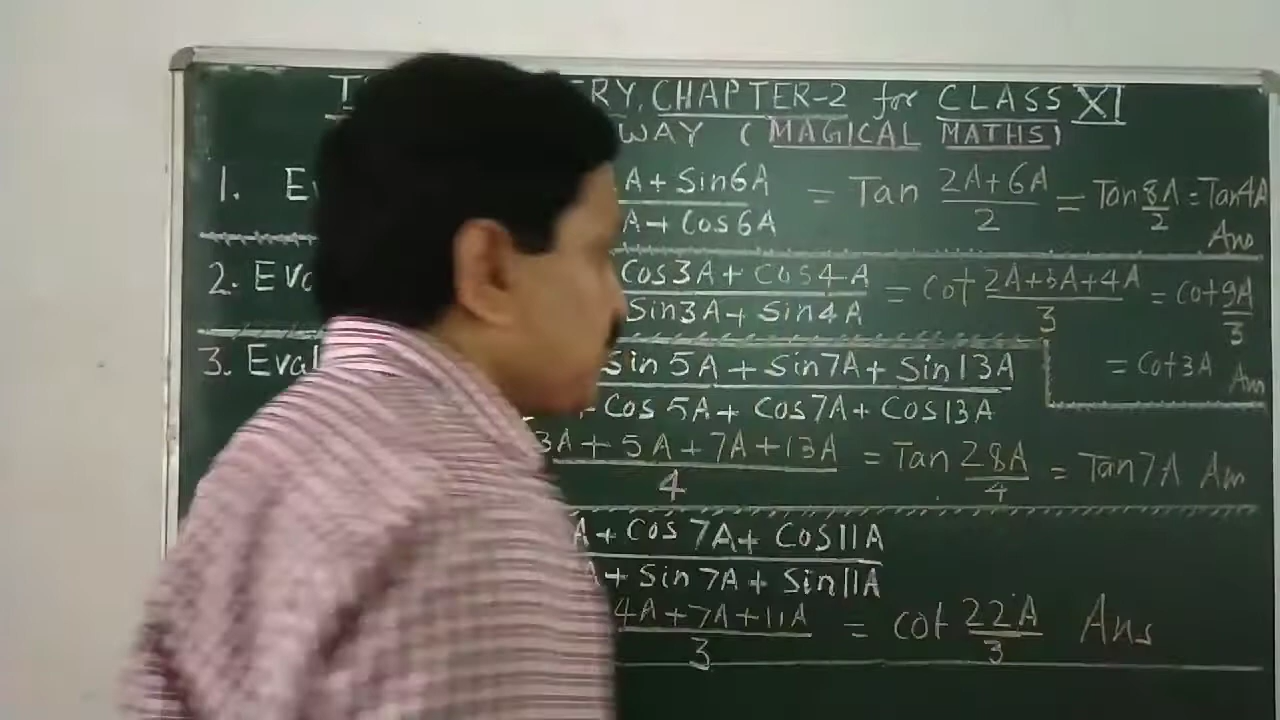 RY, CHAPTER-2 for CLASS XI
WAY (MAGICAL MATHS)
1. Ev A + Sin6A / A + Cos6A = Tan 2A+6A / 2 = Tan 8A / 2 = Tan4A
Ans
2. Eva Cos3A + Cos4A / Sin3A + Sin4A = Cot 2A+3A+4A / 3 = Cot 9A / 3
= Cot3A Ans
3. Eval Sin5A + Sin7A + Sin13A / Cos5A + Cos7A + Cos13A
3A + 5A + 7A + 13A / 4 = Tan 28A / 4 = Tan7A Ans
A + Cos7A + Cos11A / A + Sin7A + Sin11A
4A + 7A + 11A / 3 = Cot 22A / 3 Ans